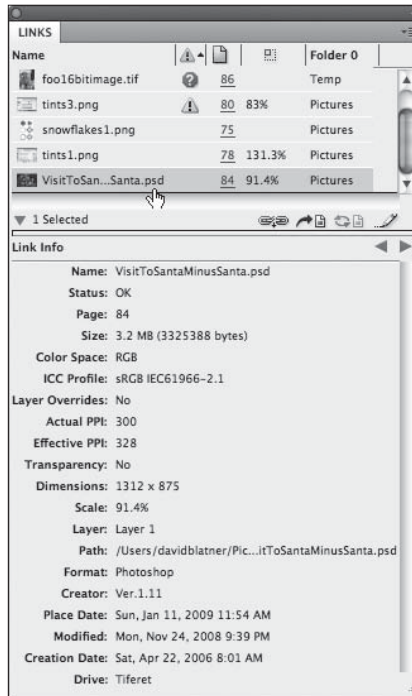 LINKS
Name Folder 0
foo16bitimage.tif 86 Temp
tints3.png 80 83% Pictures
snowflakes1.png 75 Pictures
tints1.png 78 131.3% Pictures
VisitToSan...Santa.psd 84 91.4% Pictures
1 Selected
Link Info
Name: VisitToSantaMinusSanta.psd
Status: OK
Page: 84
Size: 3.2 MB (3325388 bytes)
Color Space: RGB
ICC Profile: sRGB IEC61966-2.1
Layer Overrides: No
Actual PPI: 300
Effective PPI: 328
Transparency: No
Dimensions: 1312 x 875
Scale: 91.4%
Layer: Layer 1
Path: /Users/davidblatner/Pic...itToSantaMinusSanta.psd
Format: Photoshop
Creator: Ver.1.11
Place Date: Sun, Jan 11, 2009 11:54 AM
Modified: Mon, Nov 24, 2008 9:39 PM
Creation Date: Sat, Apr 22, 2006 8:01 AM
Drive: Tiferet